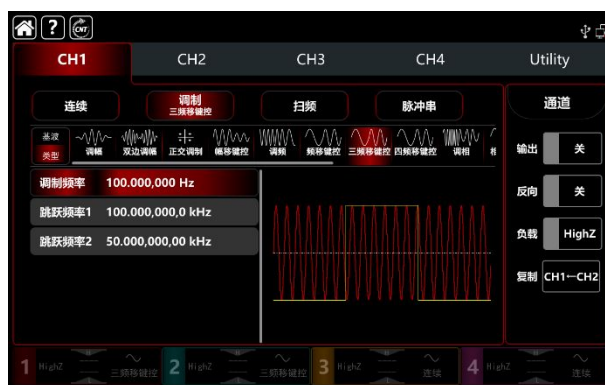 ? CNT
CH1 CH2 CH3 CH4 Utility
连续 调制 扫频 脉冲串 通道
三频移键控
基波
类型 调幅 双边调幅 正交调制 幅移键控 调频 频移键控 三频移键控 四频移键控 调相
输出 关
调制频率 100.000,000 Hz
跳跃频率1 100.000,000,0 kHz
反向 关
跳跃频率2 50.000,000,00 kHz
负载 HighZ
复制 CH1←CH2
1 HighZ 三频移键控 2 HighZ 三频移键控 3 HighZ 连续 4 HighZ 连续